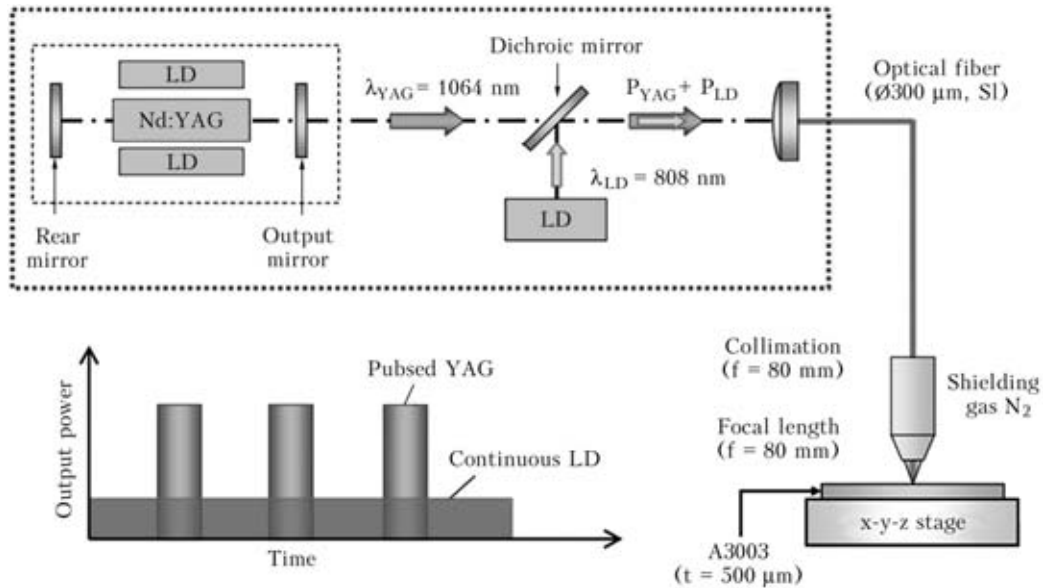 LD
Nd:YAG
LD
Rear
mirror
Output
mirror
λYAG = 1064 nm
Dichroic mirror
PYAG + PLD
λLD = 808 nm
LD
Optical fiber
(Ø300 μm, SI)
Output power
Time
Pubsed YAG
Continuous LD
Collimation
(f = 80 mm)
Shielding
gas N2
Focal length
(f = 80 mm)
x-y-z stage
A3003
(t = 500 μm)